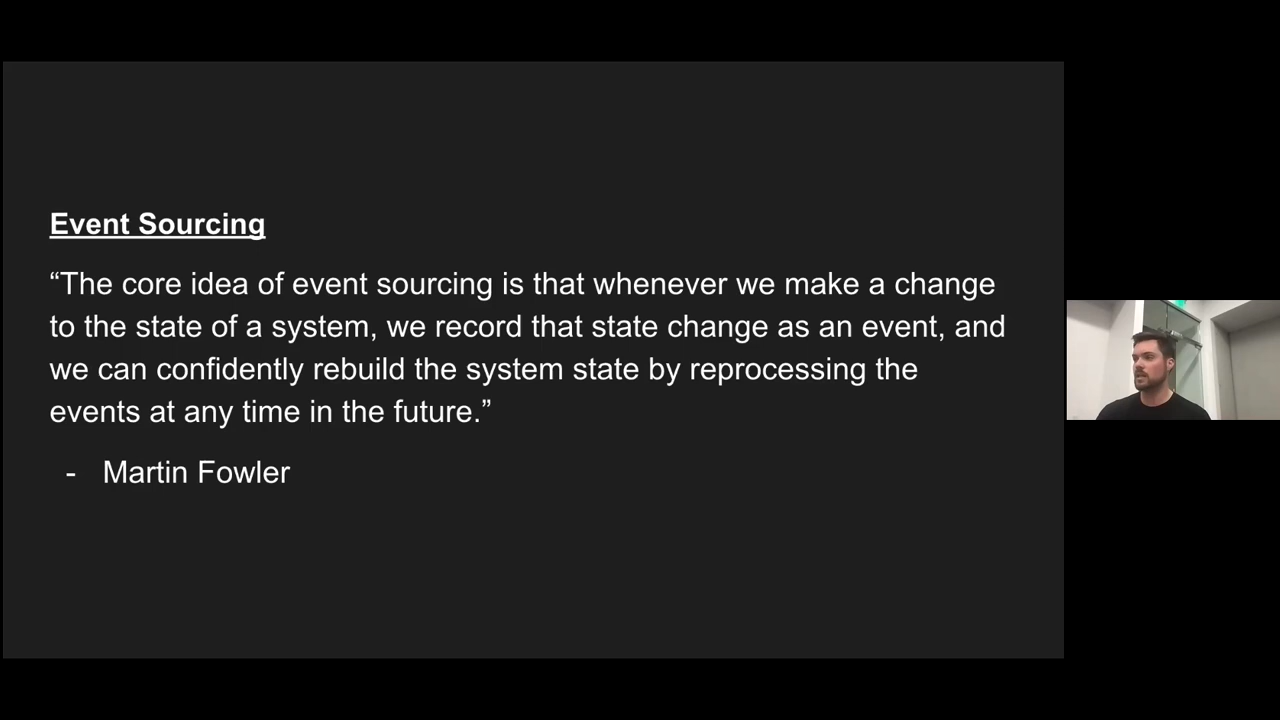 Event Sourcing
“The core idea of event sourcing is that whenever we make a change
to the state of a system, we record that state change as an event, and
we can confidently rebuild the system state by reprocessing the
events at any time in the future.”
- Martin Fowler